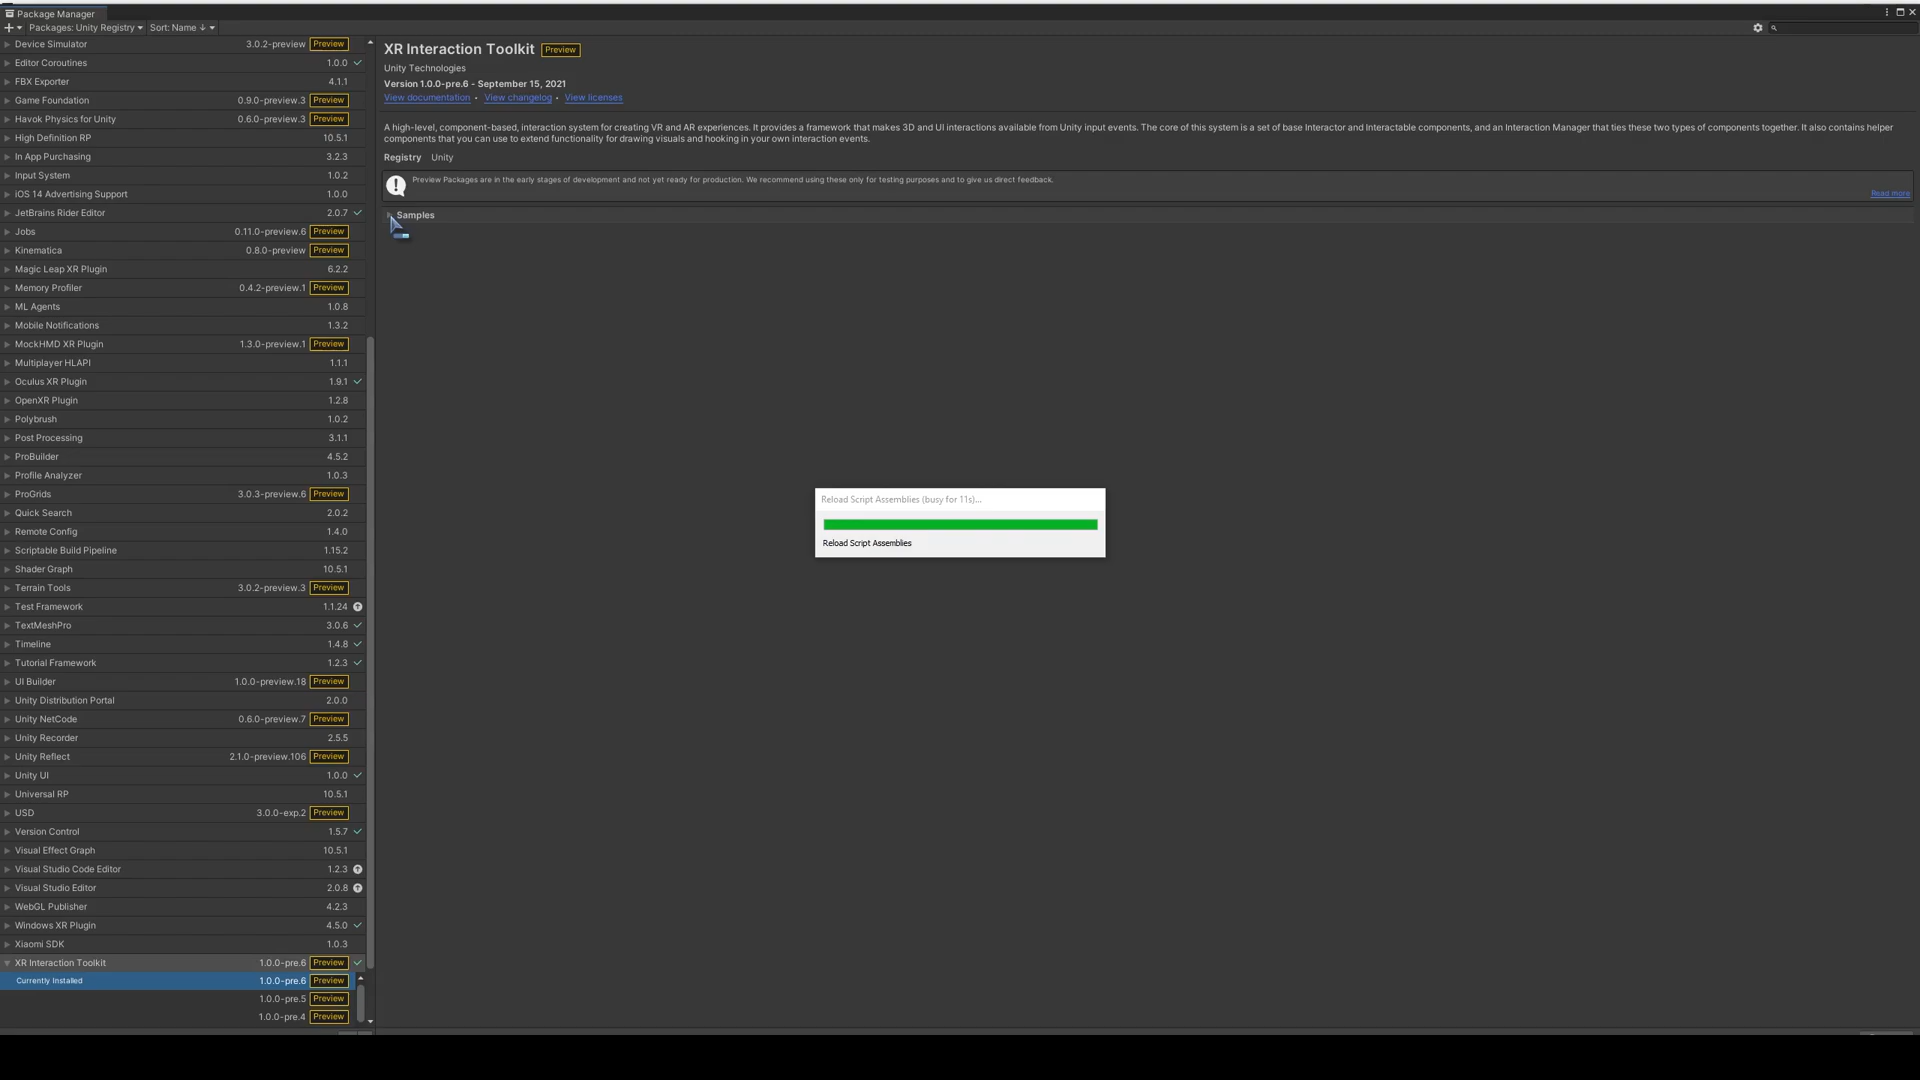 Package Manager
+ Packages: Unity Registry Sort: Name ↓
Device Simulator 3.0.2-preview Preview
Editor Coroutines 1.0.0
FBX Exporter 4.1.1
Game Foundation 0.9.0-preview.3 Preview
Havok Physics for Unity 0.6.0-preview.3 Preview
High Definition RP 10.5.1
In App Purchasing 3.2.3
Input System 1.0.2
iOS 14 Advertising Support 1.0.0
JetBrains Rider Editor 2.0.7
Jobs 0.11.0-preview.6 Preview
Kinematica 0.8.0-preview Preview
Magic Leap XR Plugin 6.2.2
Memory Profiler 0.4.2-preview.1 Preview
ML Agents 1.0.8
Mobile Notifications 1.3.2
MockHMD XR Plugin 1.3.0-preview.1 Preview
Multiplayer HLAPI 1.1.1
Oculus XR Plugin 1.9.1
OpenXR Plugin 1.2.8
Polybrush 1.0.2
Post Processing 3.1.1
ProBuilder 4.5.2
Profile Analyzer 1.0.3
ProGrids 3.0.3-preview.6 Preview
Quick Search 2.0.2
Remote Config 1.4.0
Scriptable Build Pipeline 1.15.2
Shader Graph 10.5.1
Terrain Tools 3.0.2-preview.3 Preview
Test Framework 1.1.24
TextMeshPro 3.0.6
Timeline 1.4.8
Tutorial Framework 1.2.3
UI Builder 1.0.0-preview.18 Preview
Unity Distribution Portal 2.0.0
Unity NetCode 0.6.0-preview.7 Preview
Unity Recorder 2.5.5
Unity Reflect 2.1.0-preview.106 Preview
Unity UI 1.0.0
Universal RP 10.5.1
USD 3.0.0-exp.2 Preview
Version Control 1.5.7
Visual Effect Graph 10.5.1
Visual Studio Code Editor 1.2.3
Visual Studio Editor 2.0.8
WebGL Publisher 4.2.3
Windows XR Plugin 4.5.0
Xiaomi SDK 1.0.3
XR Interaction Toolkit 1.0.0-pre.6 Preview
Currently Installed 1.0.0-pre.6 Preview
1.0.0-pre.5 Preview
1.0.0-pre.4 Preview
XR Interaction Toolkit Preview
Unity Technologies
Version 1.0.0-pre.6 - September 15, 2021
View documentation • View changelog • View licenses
A high-level, component-based, interaction system for creating VR and AR experiences. It provides a framework that makes 3D and UI interactions available from Unity input events. The core of this system is a set of base Interactor and Interactable components, and an Interaction Manager that ties these two types of components together. It also contains helper
components that you can use to extend functionality for drawing visuals and hooking in your own interaction events.
Registry Unity
Preview Packages are in the early stages of development and not yet ready for production. We recommend using these only for testing purposes and to give us direct feedback.
Read more
Samples
Reload Script Assemblies (busy for 11s)...
Reload Script Assemblies